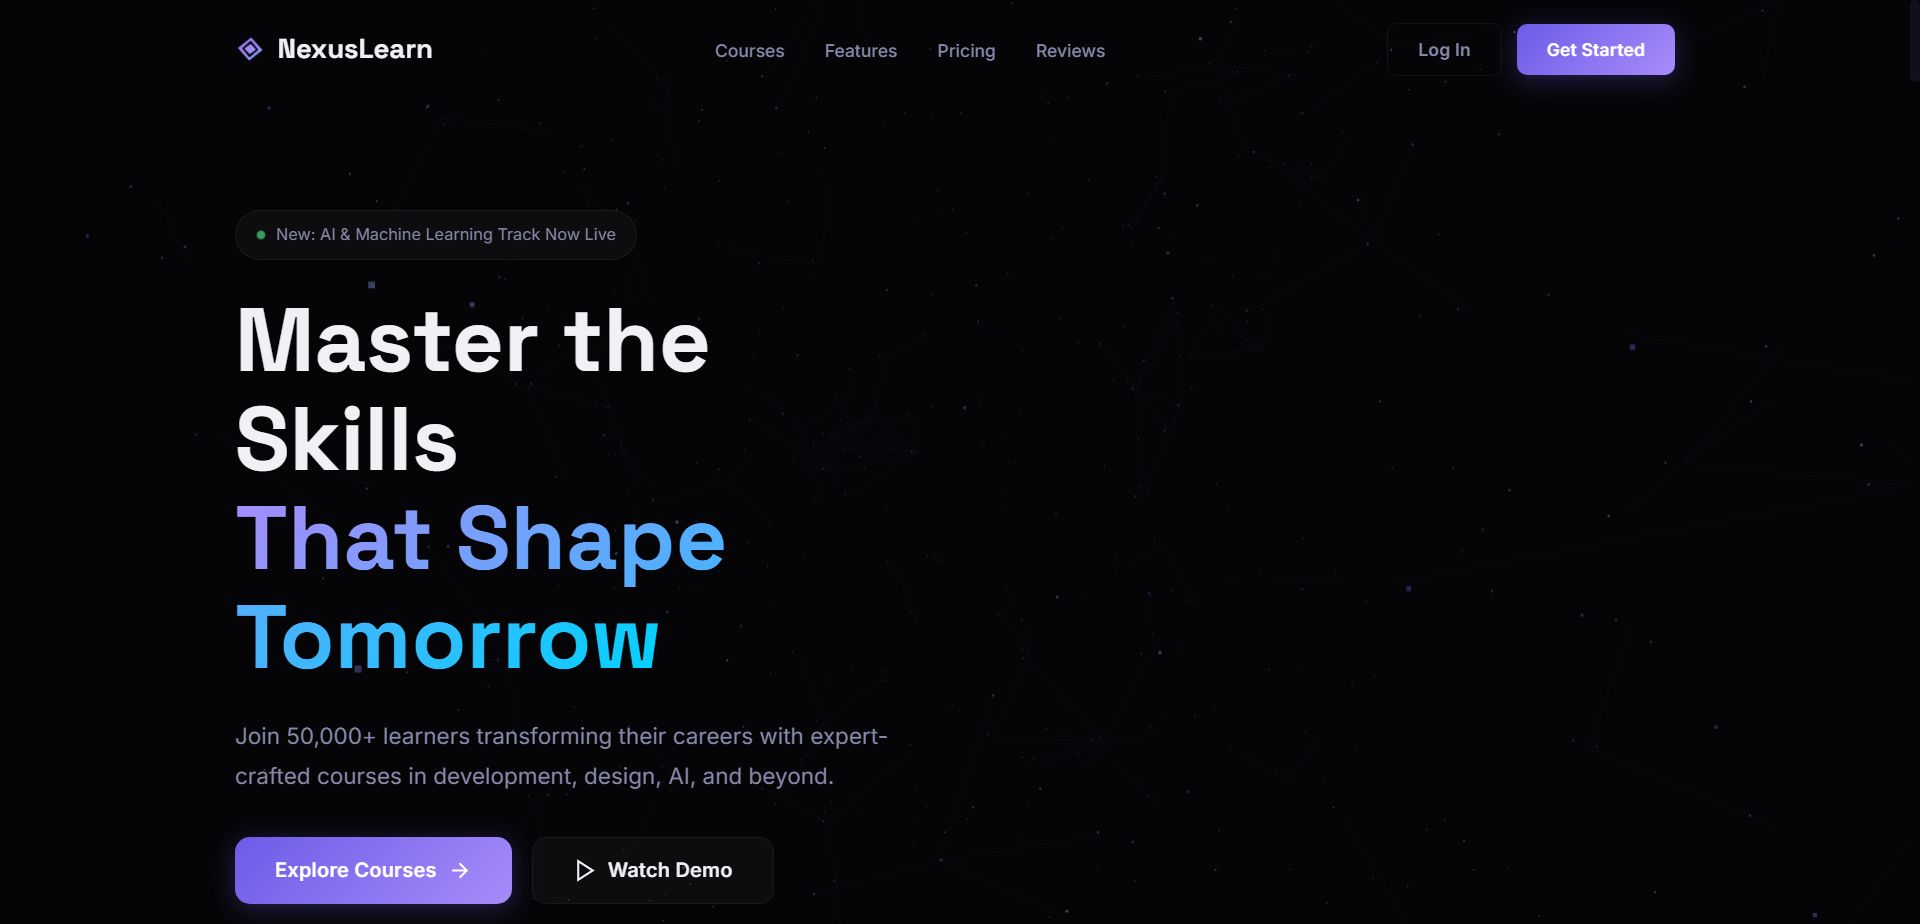 NexusLearn
Courses
Features
Pricing
Reviews
Log In
Get Started
New: AI & Machine Learning Track Now Live
Master the
Skills
That Shape
Tomorrow
Join 50,000+ learners transforming their careers with expert-
crafted courses in development, design, AI, and beyond.
Explore Courses →
Watch Demo